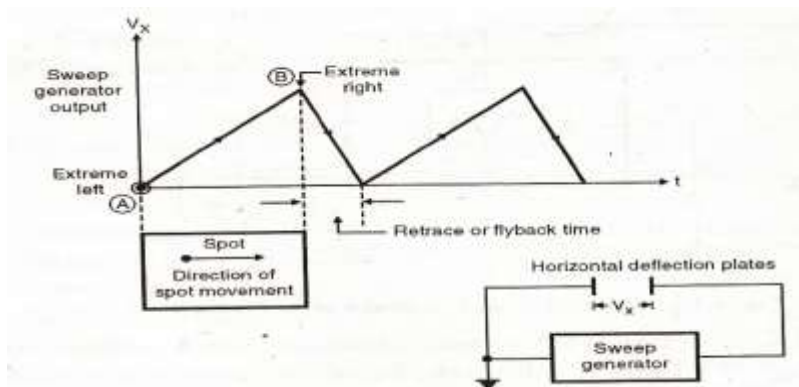 Vx
Sweep
generator
output
B
Extreme
right
Extreme
left
A
t
Retrace or flyback time
Spot
Direction of
spot movement
Horizontal deflection plates
Vx
Sweep
generator